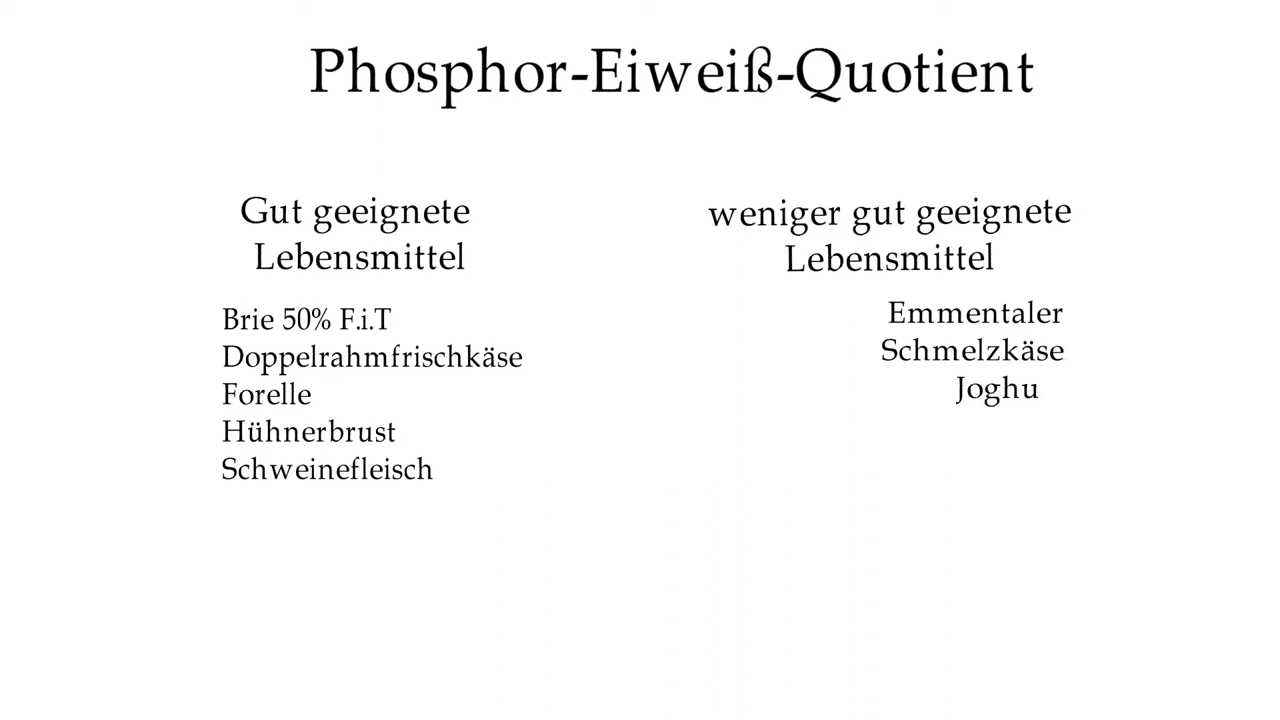 Phosphor-Eiweiß-Quotient
Gut geeignete
Lebensmittel
Brie 50% F.i.T
Doppelrahmfrischkäse
Forelle
Hühnerbrust
Schweinefleisch
weniger gut geeignete
Lebensmittel
Emmentaler
Schmelzkäse
Joghu